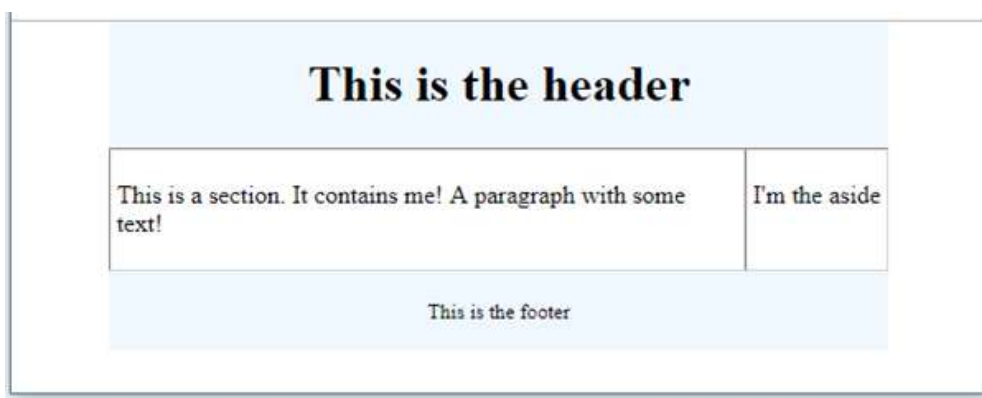 This is the header
This is a section. It contains me! A paragraph with some
text!
I'm the aside
This is the footer